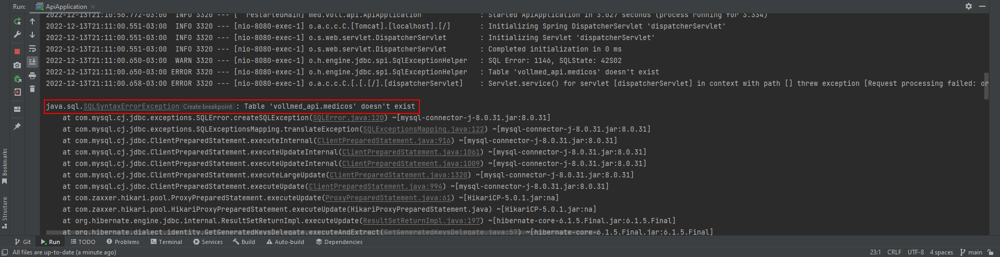 Run: ApiApplication
2022-12-13T21:10:56.772-03:00  INFO 3320 --- [  restartedMain] med.voll.api.ApiApplication              : Started ApiApplication in 3.027 seconds (process running for 3.334)
2022-12-13T21:11:00.551-03:00  INFO 3320 --- [nio-8080-exec-1] o.a.c.c.C.[Tomcat].[localhost].[/]       : Initializing Spring DispatcherServlet 'dispatcherServlet'
2022-12-13T21:11:00.551-03:00  INFO 3320 --- [nio-8080-exec-1] o.s.web.servlet.DispatcherServlet        : Initializing Servlet 'dispatcherServlet'
2022-12-13T21:11:00.551-03:00  INFO 3320 --- [nio-8080-exec-1] o.s.web.servlet.DispatcherServlet        : Completed initialization in 0 ms
2022-12-13T21:11:00.650-03:00  WARN 3320 --- [nio-8080-exec-1] o.h.engine.jdbc.spi.SqlExceptionHelper   : SQL Error: 1146, SQLState: 42S02
2022-12-13T21:11:00.650-03:00 ERROR 3320 --- [nio-8080-exec-1] o.h.engine.jdbc.spi.SqlExceptionHelper   : Table 'vollmed_api.medicos' doesn't exist
2022-12-13T21:11:00.658-03:00 ERROR 3320 --- [nio-8080-exec-1] o.a.c.c.C.[.[.[/].[dispatcherServlet]    : Servlet.service() for servlet [dispatcherServlet] in context with path [] threw exception [Request processing failed: or
java.sql.SQLSyntaxErrorException Create breakpoint : Table 'vollmed_api.medicos' doesn't exist
at com.mysql.cj.jdbc.exceptions.SQLError.createSQLException(SQLError.java:120) ~[mysql-connector-j-8.0.31.jar:8.0.31]
at com.mysql.cj.jdbc.exceptions.SQLExceptionsMapping.translateException(SQLExceptionsMapping.java:122) ~[mysql-connector-j-8.0.31.jar:8.0.31]
at com.mysql.cj.jdbc.ClientPreparedStatement.executeInternal(ClientPreparedStatement.java:916) ~[mysql-connector-j-8.0.31.jar:8.0.31]
at com.mysql.cj.jdbc.ClientPreparedStatement.executeUpdateInternal(ClientPreparedStatement.java:1061) ~[mysql-connector-j-8.0.31.jar:8.0.31]
at com.mysql.cj.jdbc.ClientPreparedStatement.executeUpdateInternal(ClientPreparedStatement.java:1009) ~[mysql-connector-j-8.0.31.jar:8.0.31]
at com.mysql.cj.jdbc.ClientPreparedStatement.executeLargeUpdate(ClientPreparedStatement.java:1320) ~[mysql-connector-j-8.0.31.jar:8.0.31]
at com.mysql.cj.jdbc.ClientPreparedStatement.executeUpdate(ClientPreparedStatement.java:994) ~[mysql-connector-j-8.0.31.jar:8.0.31]
at com.zaxxer.hikari.pool.ProxyPreparedStatement.executeUpdate(ProxyPreparedStatement.java:61) ~[HikariCP-5.0.1.jar:na]
at com.zaxxer.hikari.pool.HikariProxyPreparedStatement.executeUpdate(HikariProxyPreparedStatement.java) ~[HikariCP-5.0.1.jar:na]
at org.hibernate.engine.jdbc.internal.ResultSetReturnImpl.executeUpdate(ResultSetReturnImpl.java:197) ~[hibernate-core-6.1.5.Final.jar:6.1.5.Final]
at org.hibernate.dialect.identity.GetGeneratedKeysDelegate.executeAndExtract(GetGeneratedKeysDelegate.java:57) ~[hibernate-core-6.1.5.Final.jar:6.1.5.Final]
Bookmarks
Structure
Git Run TODO Problems Terminal Services Build Auto-build Dependencies
All files are up-to-date (a minute ago) 23:1 CRLF UTF-8 4 spaces main